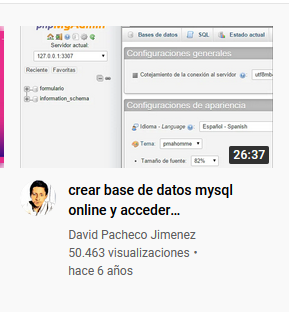 phpMyAdmin
Servidor actual:
127.0.0.1:3307
Reciente Favoritas
formulario
information_schema
Bases de datos SQL Estado actual
Configuraciones generales
Cotejamiento de la conexión al servidor utf8mb
Configuraciones de apariencia
Idioma - Language Español - Spanish
Tema: pmahomme
Tamaño de fuente: 82%
26:37
crear base de datos mysql
online y acceder...
David Pacheco Jimenez
50.463 visualizaciones •
hace 6 años